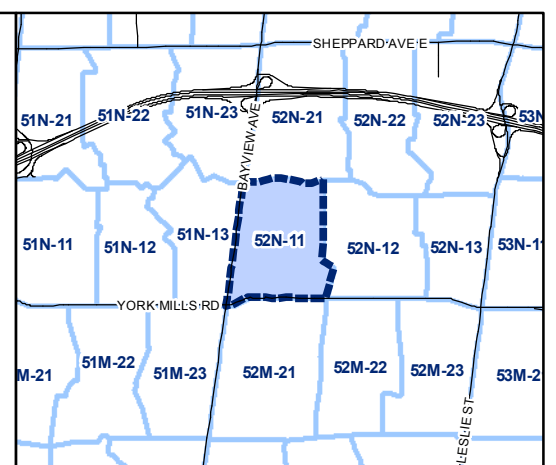 SHEPPARD AVE E
51N-21
51N-22
51N-23
52N-21
52N-22
52N-23
53N
BAYVIEW AVE
51N-11
51N-12
51N-13
52N-11
52N-12
52N-13
53N-1
YORK MILLS RD
M-21
51M-22
51M-23
52M-21
52M-22
52M-23
53M-2
LESLIE ST